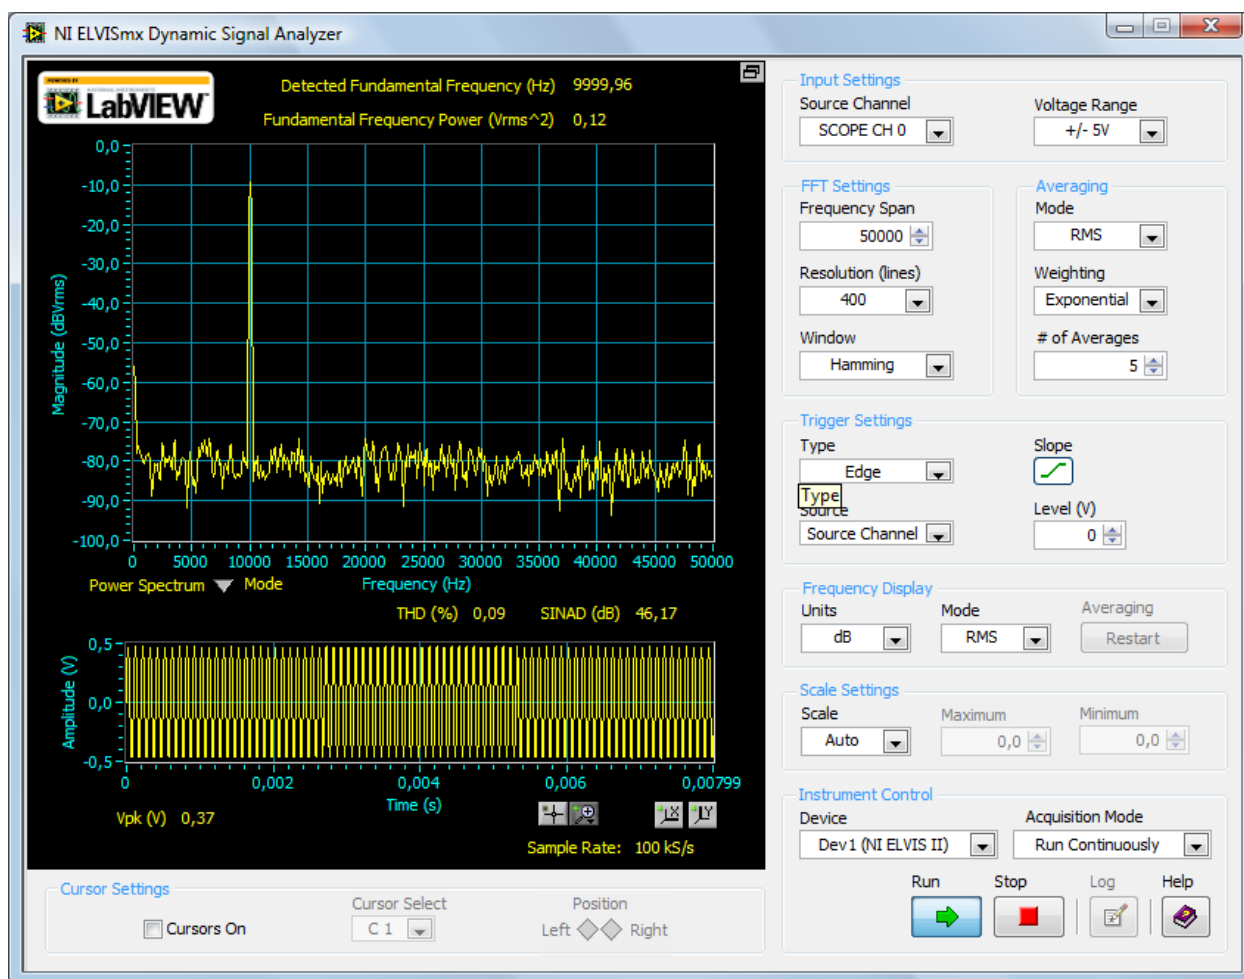 NI ELVISmx Dynamic Signal Analyzer
POWERED BY
NATIONAL INSTRUMENTS
LabVIEW
Detected Fundamental Frequency (Hz) 9999,96
Fundamental Frequency Power (Vrms^2) 0,12
0,0
-10,0
-20,0
-30,0
-40,0
-50,0
-60,0
-70,0
-80,0
-90,0
-100,0
Magnitude (dBVrms)
0 5000 10000 15000 20000 25000 30000 35000 40000 45000 50000
Power Spectrum Mode Frequency (Hz)
THD (%) 0,09 SINAD (dB) 46,17
0,5
0,0
-0,5
Amplitude (V)
0 0,002 0,004 0,006 0,00799
Time (s)
Vpk (V) 0,37
Sample Rate: 100 kS/s
Cursor Settings
Cursors On
Cursor Select
C 1
Position
Left Right
Input Settings
Source Channel Voltage Range
SCOPE CH 0 +/- 5V
FFT Settings
Frequency Span
50000
Resolution (lines)
400
Window
Hamming
Averaging
Mode
RMS
Weighting
Exponential
# of Averages
5
Trigger Settings
Type Slope
Edge
Type
Source Level (V)
Source Channel 0
Frequency Display
Units Mode Averaging
dB RMS Restart
Scale Settings
Scale Maximum Minimum
Auto 0,0 0,0
Instrument Control
Device Acquisition Mode
Dev1 (NI ELVIS II) Run Continuously
Run Stop Log Help